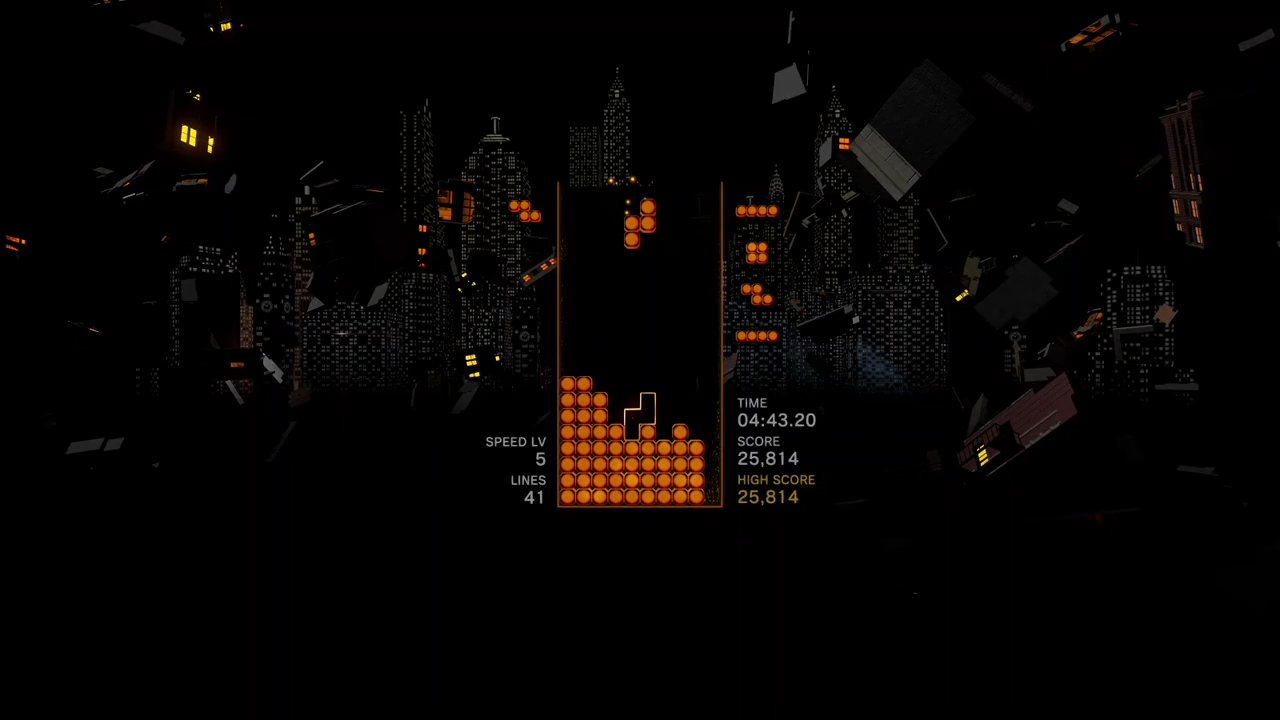 SPEED LV
5
LINES
41
TIME
04:43.20
SCORE
25,814
HIGH SCORE
25,814